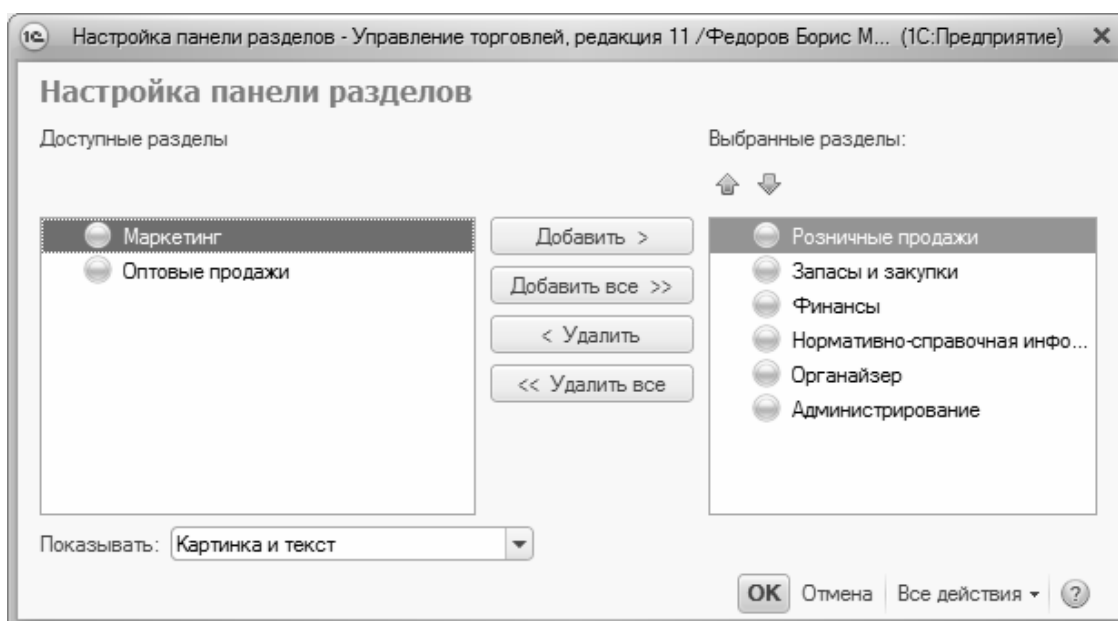 1С Настройка панели разделов - Управление торговлей, редакция 11 /Федоров Борис М... (1С:Предприятие)
Настройка панели разделов
Доступные разделы
Выбранные разделы:
Маркетинг
Оптовые продажи
Добавить >
Добавить все >>
< Удалить
<< Удалить все
Розничные продажи
Запасы и закупки
Финансы
Нормативно-справочная инфо...
Органайзер
Администрирование
Показывать: Картинка и текст
ОК Отмена Все действия ?